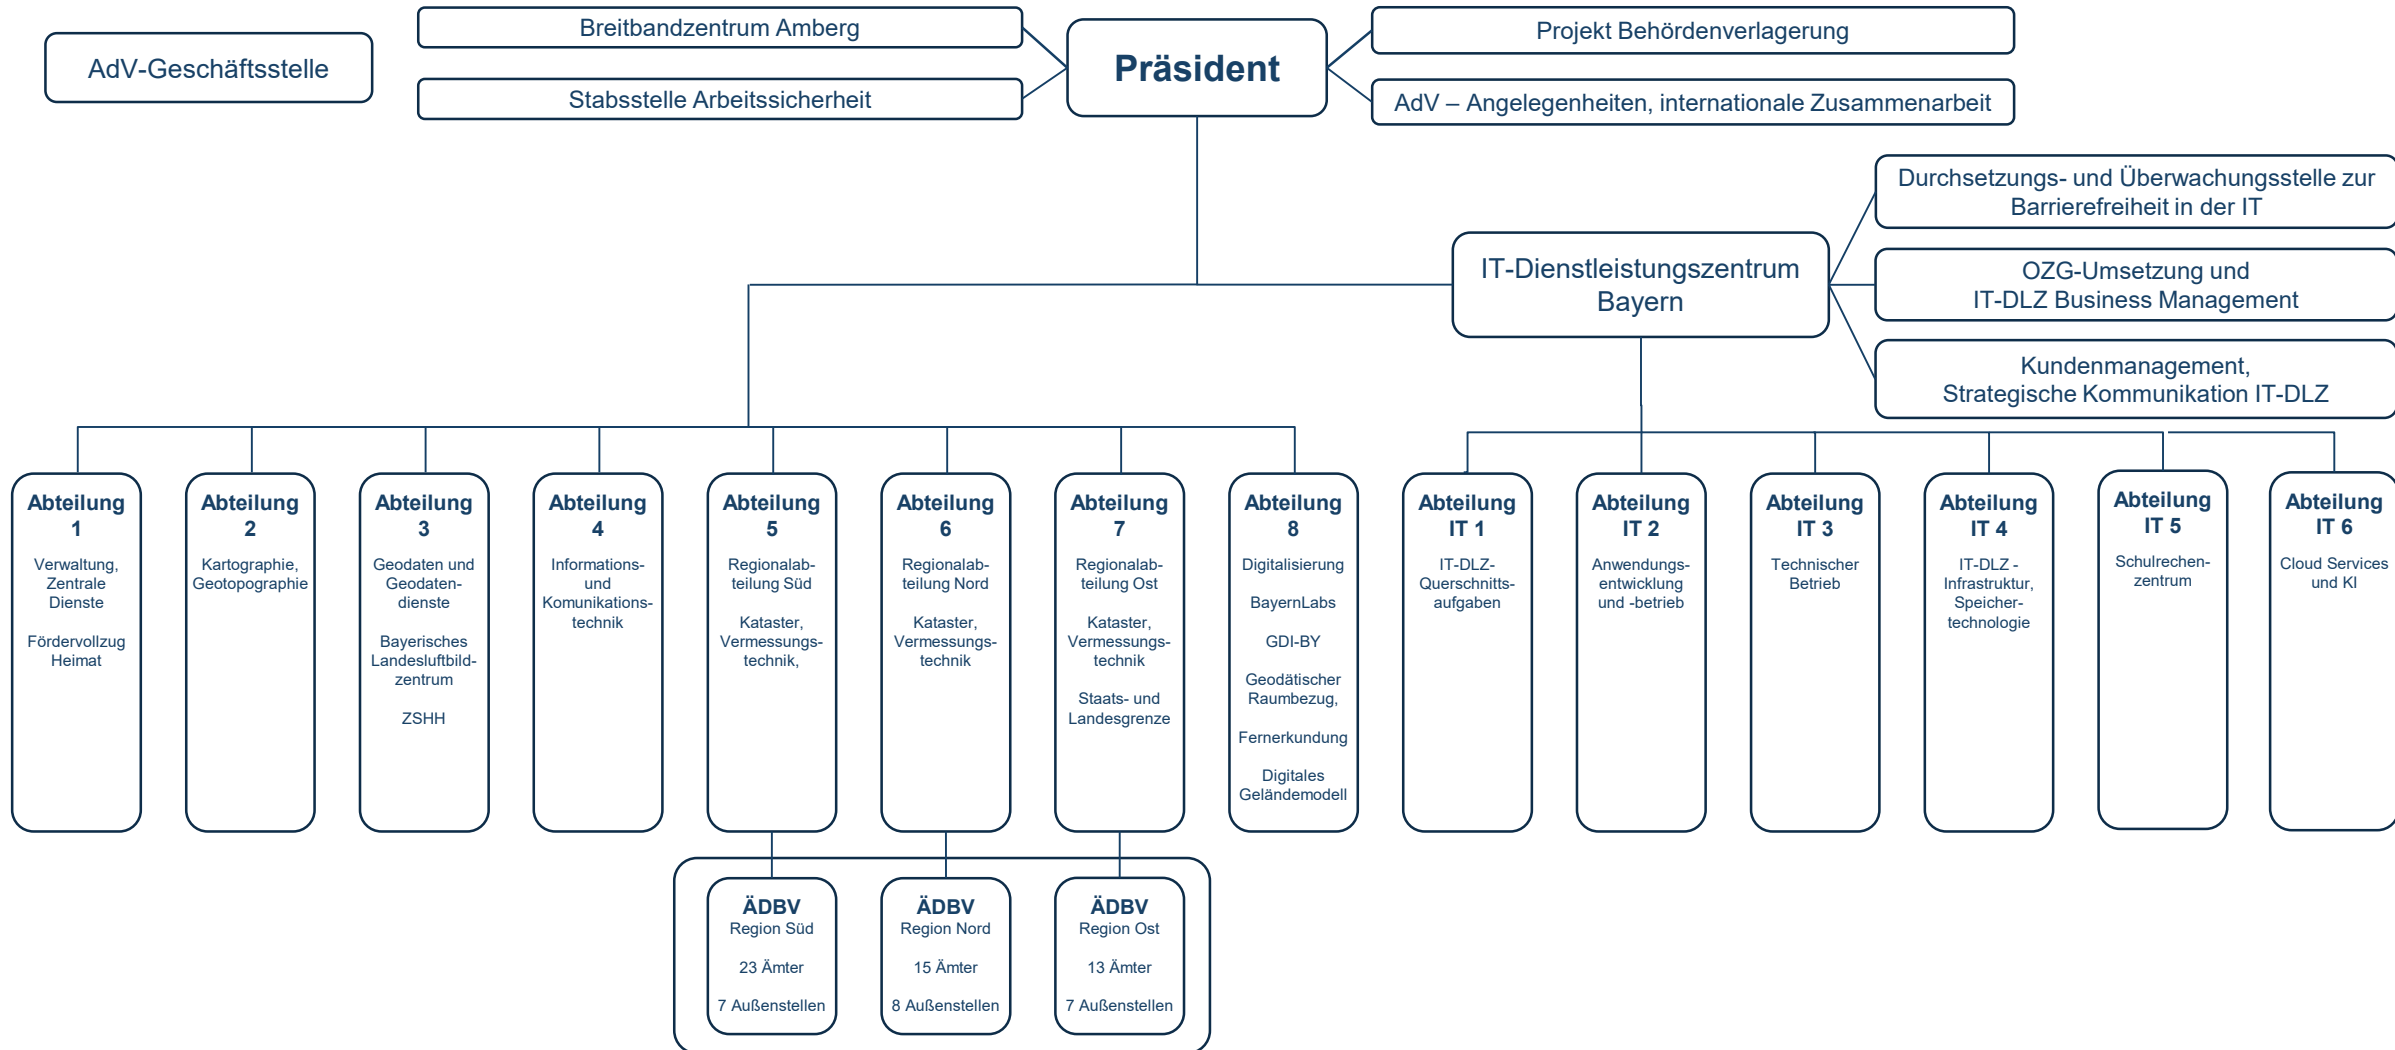 AdV-Geschäftsstelle
Breitbandzentrum Amberg
Stabsstelle Arbeitssicherheit
Präsident
Projekt Behördenverlagerung
AdV – Angelegenheiten, internationale Zusammenarbeit
IT-Dienstleistungszentrum
Bayern
Durchsetzungs- und Überwachungsstelle zur
Barrierefreiheit in der IT
OZG-Umsetzung und
IT-DLZ Business Management
Kundenmanagement,
Strategische Kommunikation IT-DLZ
Abteilung
1
Verwaltung,
Zentrale
Dienste
Fördervollzug
Heimat
Abteilung
2
Kartographie,
Geotopographie
Abteilung
3
Geodaten und
Geodaten-
dienste
Bayerisches
Landesluftbild-
zentrum
ZSHH
Abteilung
4
Informations-
und
Komunikations-
technik
Abteilung
5
Regionalab-
teilung Süd
Kataster,
Vermessungs-
technik,
Abteilung
6
Regionalab-
teilung Nord
Kataster,
Vermessungs-
technik
Abteilung
7
Regionalab-
teilung Ost
Kataster,
Vermessungs-
technik
Staats- und
Landesgrenze
Abteilung
8
Digitalisierung
BayernLabs
GDI-BY
Geodätischer
Raumbezug,
Fernerkundung
Digitales
Geländemodell
Abteilung
IT 1
IT-DLZ-
Querschnitts-
aufgaben
Abteilung
IT 2
Anwendungs-
entwicklung
und -betrieb
Abteilung
IT 3
Technischer
Betrieb
Abteilung
IT 4
IT-DLZ -
Infrastruktur,
Speicher-
technologie
Abteilung
IT 5
Schulrechen-
zentrum
Abteilung
IT 6
Cloud Services
und KI
ÄDBV
Region Süd
23 Ämter
7 Außenstellen
ÄDBV
Region Nord
15 Ämter
8 Außenstellen
ÄDBV
Region Ost
13 Ämter
7 Außenstellen